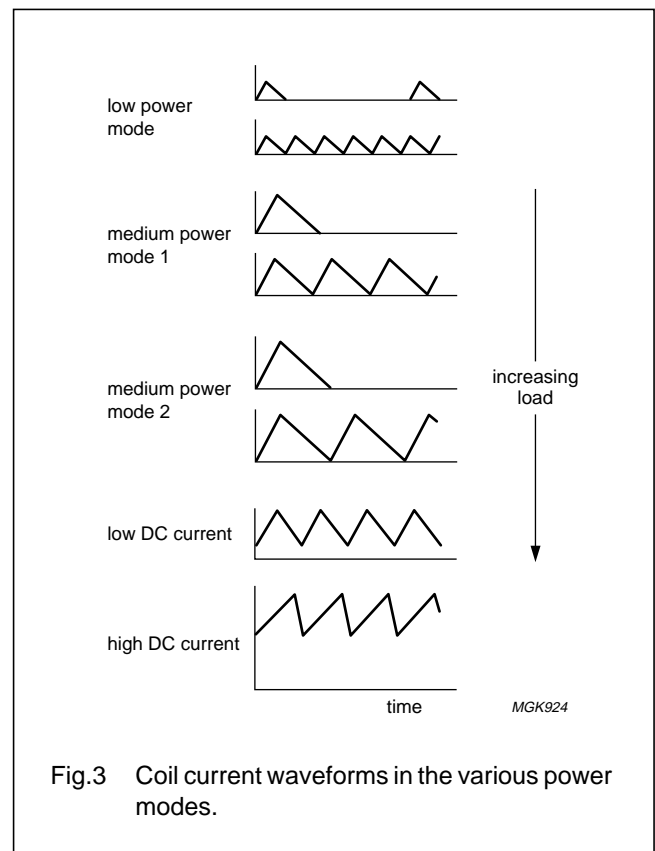 low power
mode
medium power
mode 1
medium power
mode 2
increasing
load
low DC current
high DC current
time
MGK924
Fig.3 Coil current waveforms in the various power
modes.